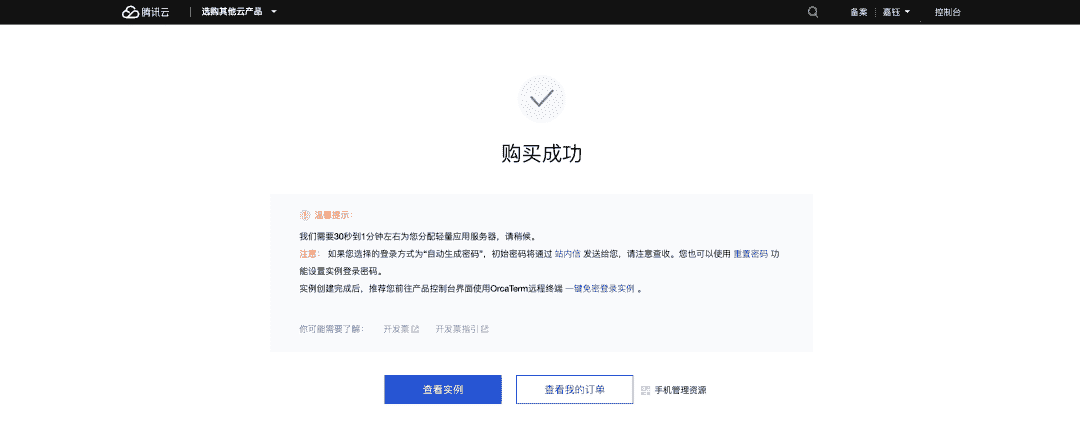 腾讯云 选购其他云产品 备案 嘉钰 控制台
购买成功
温馨提示：
我们需要30秒到1分钟左右为您分配轻量应用服务器，请稍候。
注意： 如果您选择的登录方式为“自动生成密码”，初始密码将通过 站内信 发送给您，请注意查收。您也可以使用 重置密码 功
能设置实例登录密码。
实例创建完成后，推荐您前往产品控制台界面使用OrcaTerm远程终端 一键免密登录实例 。
你可能需要了解： 开发票 开发票指引
查看实例 查看我的订单 手机管理资源